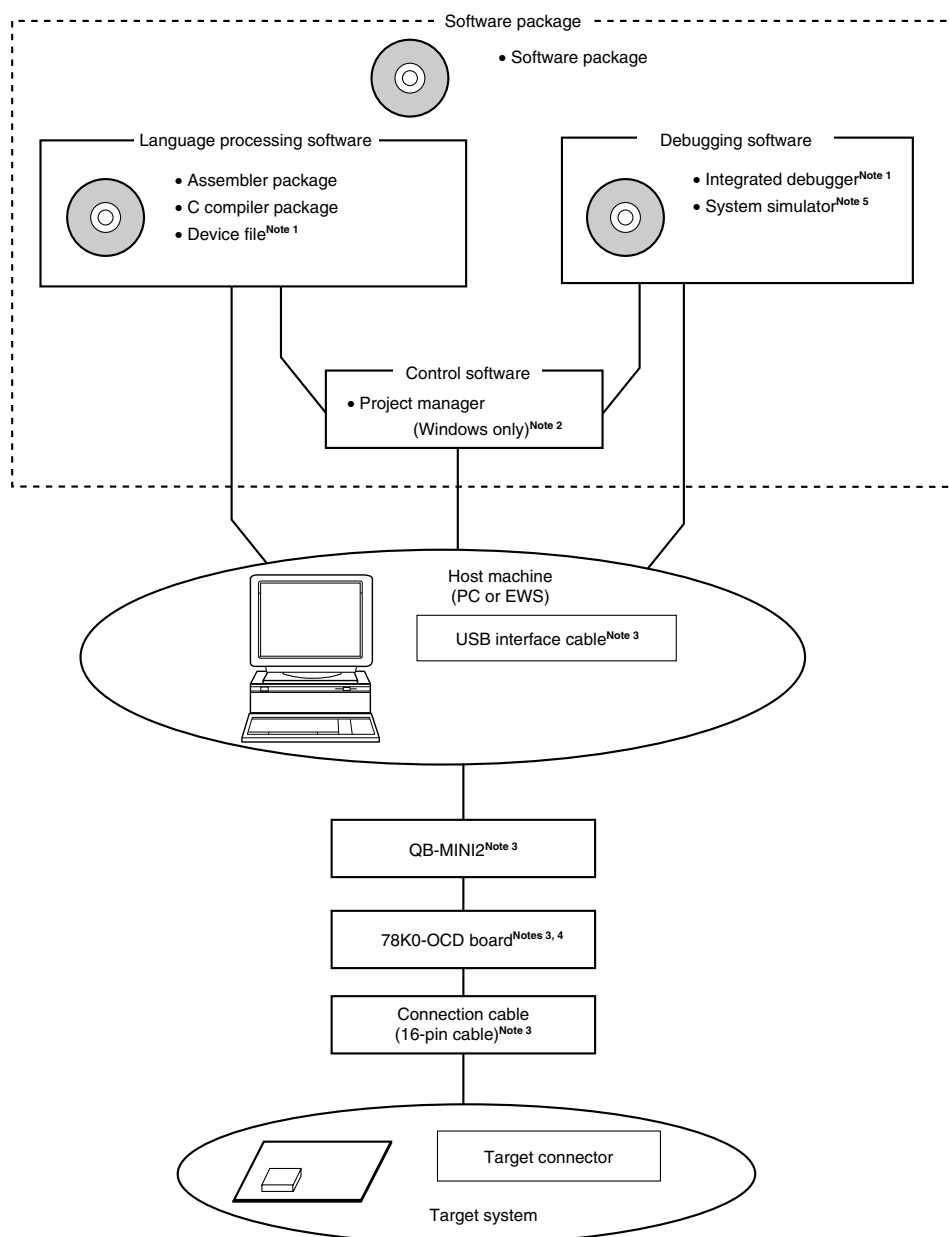 Software package
• Software package
Language processing software
• Assembler package
• C compiler package
• Device file Note 1
Debugging software
• Integrated debugger Note 1
• System simulator Note 5
Control software
• Project manager
(Windows only) Note 2
Host machine
(PC or EWS)
USB interface cable Note 3
QB-MINI2 Note 3
78K0-OCD board Notes 3, 4
Connection cable
(16-pin cable) Note 3
Target connector
Target system